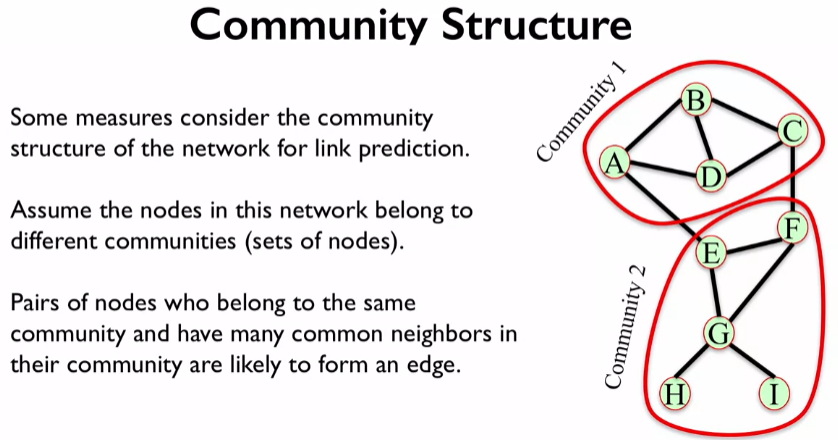 Community Structure
Some measures consider the community
structure of the network for link prediction.
Assume the nodes in this network belong to
different communities (sets of nodes).
Pairs of nodes who belong to the same
community and have many common neighbors in
their community are likely to form an edge.
Community 1
B
C
A
D
F
E
Community 2
G
H
I